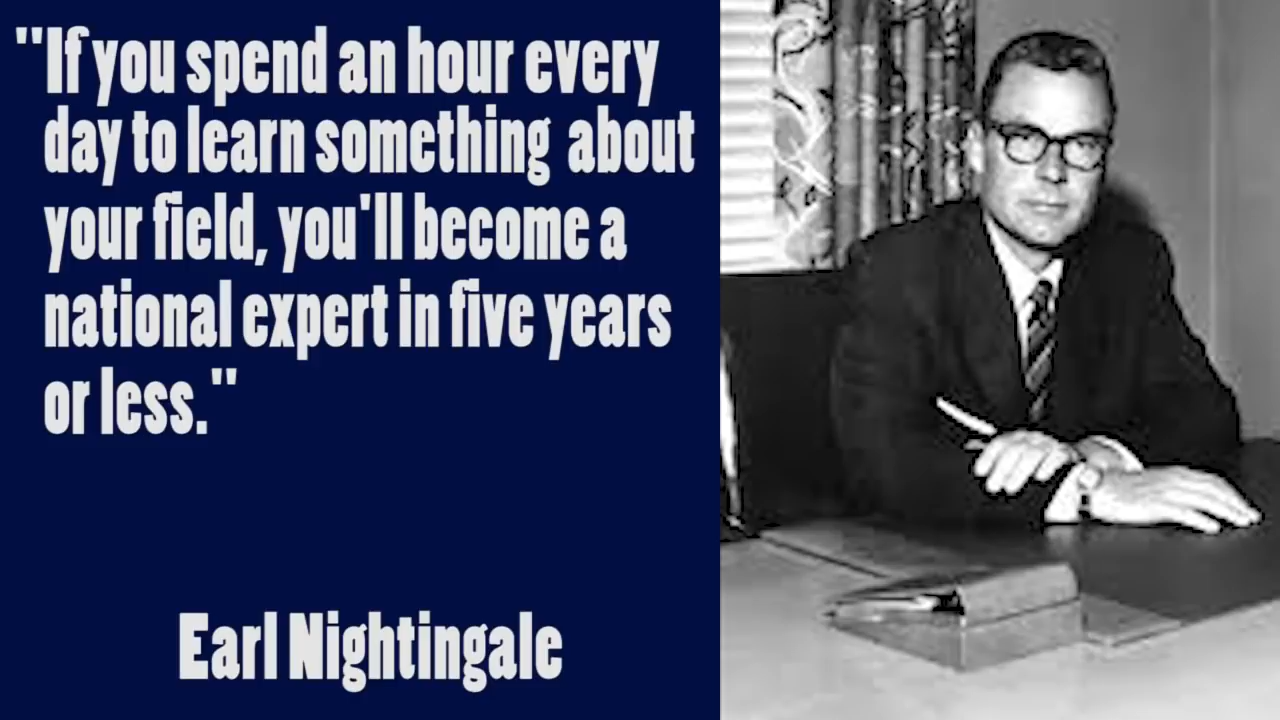 "If you spend an hour every
day to learn something about
your field, you'll become a
national expert in five years
or less."
Earl Nightingale